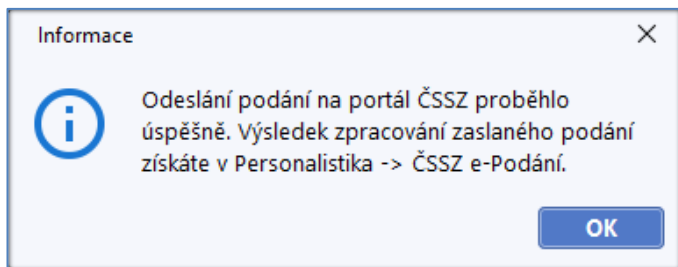 Informace
Odeslání podání na portál ČSSZ proběhlo
úspěšně. Výsledek zpracování zaslaného podání
získáte v Personalistika -> ČSSZ e-Podání.
OK